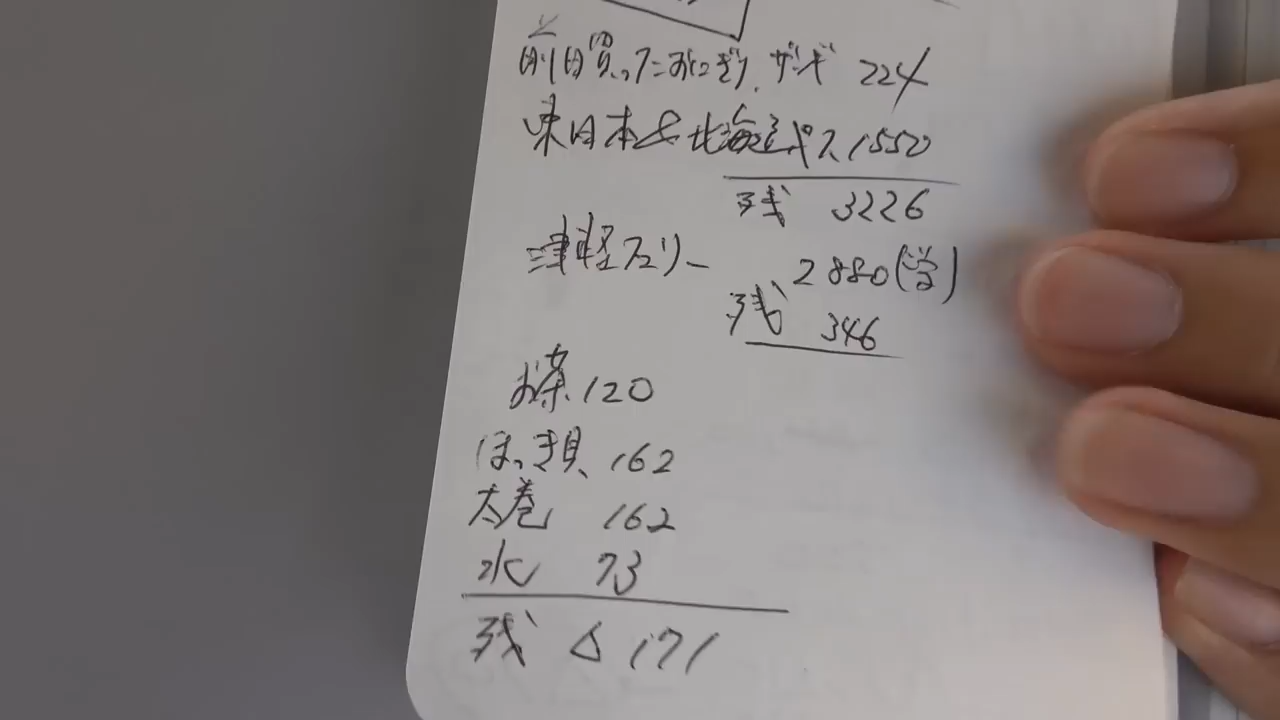 前日買ったおにぎり、ザンギ 224
東日本&北海道パス 1550
残 3226
津軽フェリー 2880(学)
残 346
お茶 120
ほっき貝 162
太巻 162
水 73
残 △171